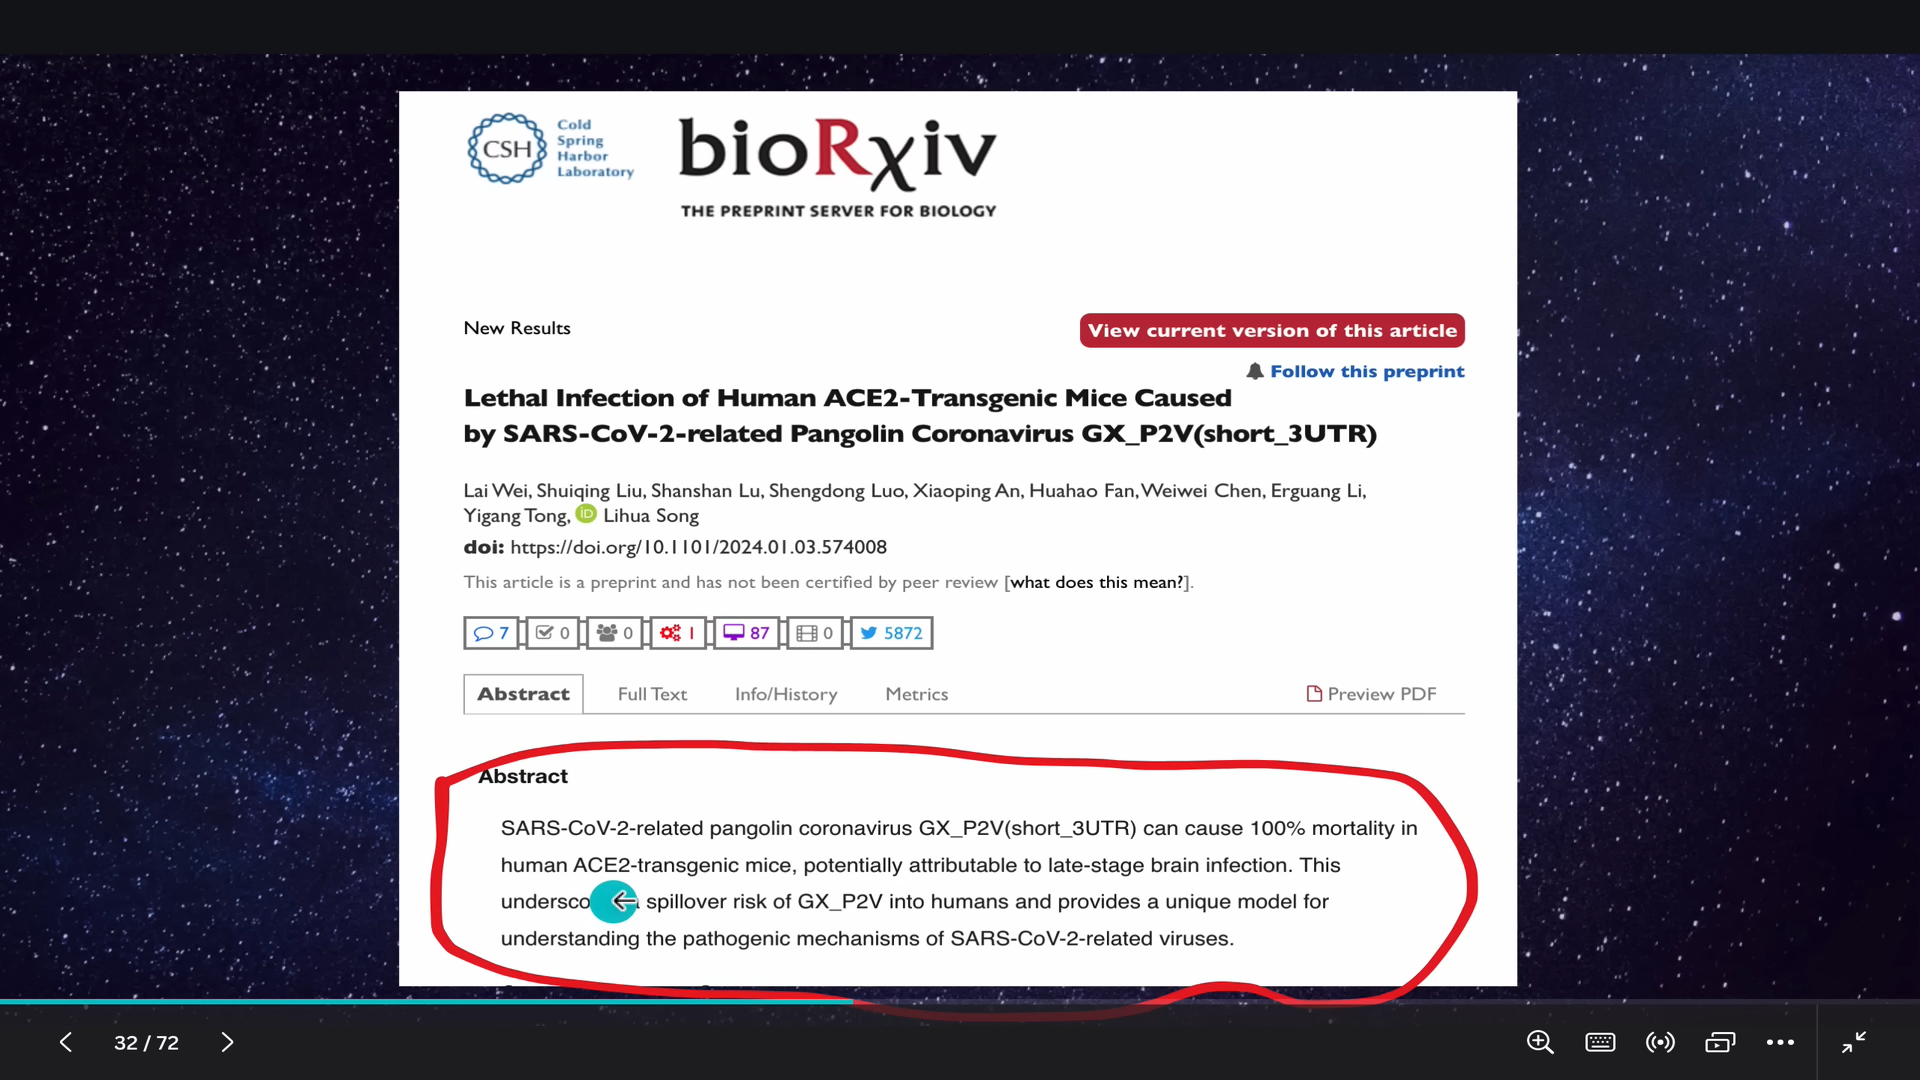 CSH
Cold
Spring
Harbor
Laboratory
bioRχiv
THE PREPRINT SERVER FOR BIOLOGY
New Results
View current version of this article
Follow this preprint
Lethal Infection of Human ACE2-Transgenic Mice Caused
by SARS-CoV-2-related Pangolin Coronavirus GX_P2V(short_3UTR)
Lai Wei, Shuiqing Liu, Shanshan Lu, Shengdong Luo, Xiaoping An, Huahao Fan, Weiwei Chen, Erguang Li,
Yigang Tong, iD Lihua Song
doi: https://doi.org/10.1101/2024.01.03.574008
This article is a preprint and has not been certified by peer review [what does this mean?].
7 0 0 1 87 0 5872
Abstract Full Text Info/History Metrics Preview PDF
Abstract
SARS-CoV-2-related pangolin coronavirus GX_P2V(short_3UTR) can cause 100% mortality in
human ACE2-transgenic mice, potentially attributable to late-stage brain infection. This
spillover risk of GX_P2V into humans and provides a unique model for
understanding the pathogenic mechanisms of SARS-CoV-2-related viruses.
32 / 72